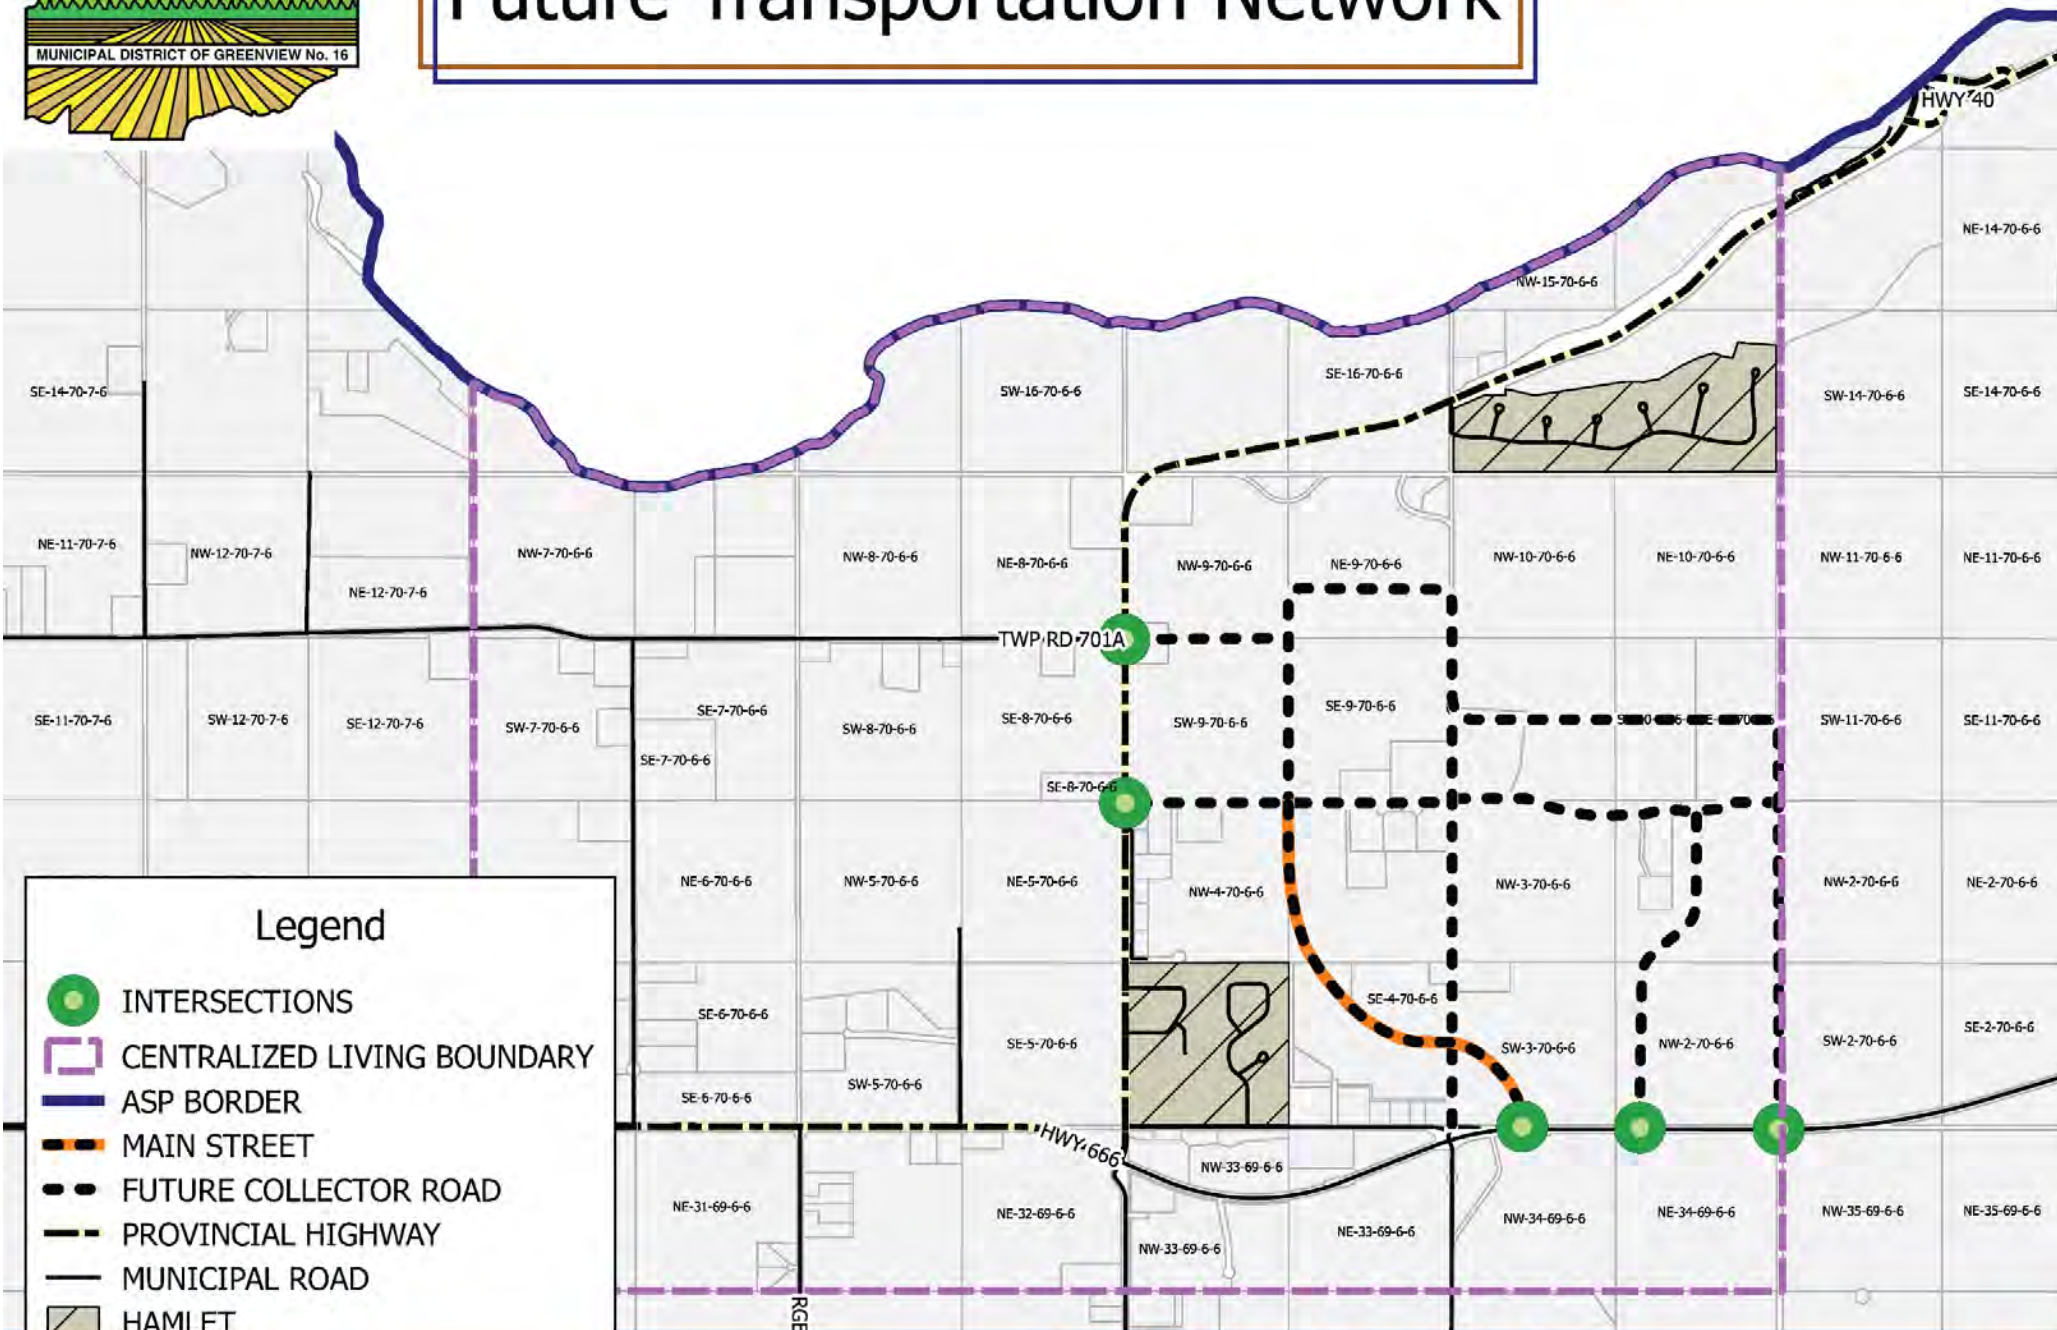 Future Transportation Network
MUNICIPAL DISTRICT OF GREENVIEW No. 16
HWY 40
NE-14-70-6-6
NW-15-70-6-6
SE-14-70-7-6
SW-16-70-6-6
SE-16-70-6-6
SW-14-70-6-6
SE-14-70-6-6
NE-11-70-7-6
NW-12-70-7-6
NE-12-70-7-6
NW-7-70-6-6
NW-8-70-6-6
NE-8-70-6-6
NW-9-70-6-6
NE-9-70-6-6
NW-10-70-6-6
NE-10-70-6-6
NW-11-70-6-6
NE-11-70-6-6
TWP RD 701A
SE-11-70-7-6
SW-12-70-7-6
SE-12-70-7-6
SW-7-70-6-6
SE-7-70-6-6
SE-7-70-6-6
SW-8-70-6-6
SE-8-70-6-6
SW-9-70-6-6
SE-9-70-6-6
SW-11-70-6-6
SE-11-70-6-6
SE-8-70-6-6
NE-6-70-6-6
NW-5-70-6-6
NE-5-70-6-6
NW-4-70-6-6
NW-3-70-6-6
NW-2-70-6-6
NE-2-70-6-6
SE-6-70-6-6
SE-5-70-6-6
SE-4-70-6-6
SW-3-70-6-6
NW-2-70-6-6
SW-2-70-6-6
SE-2-70-6-6
SE-6-70-6-6
SW-5-70-6-6
HWY 666
NW-33-69-6-6
NE-31-69-6-6
NE-32-69-6-6
NW-33-69-6-6
NE-33-69-6-6
NW-34-69-6-6
NE-34-69-6-6
NW-35-69-6-6
NE-35-69-6-6
RGE
Legend
INTERSECTIONS
CENTRALIZED LIVING BOUNDARY
ASP BORDER
MAIN STREET
FUTURE COLLECTOR ROAD
PROVINCIAL HIGHWAY
MUNICIPAL ROAD
HAMLET